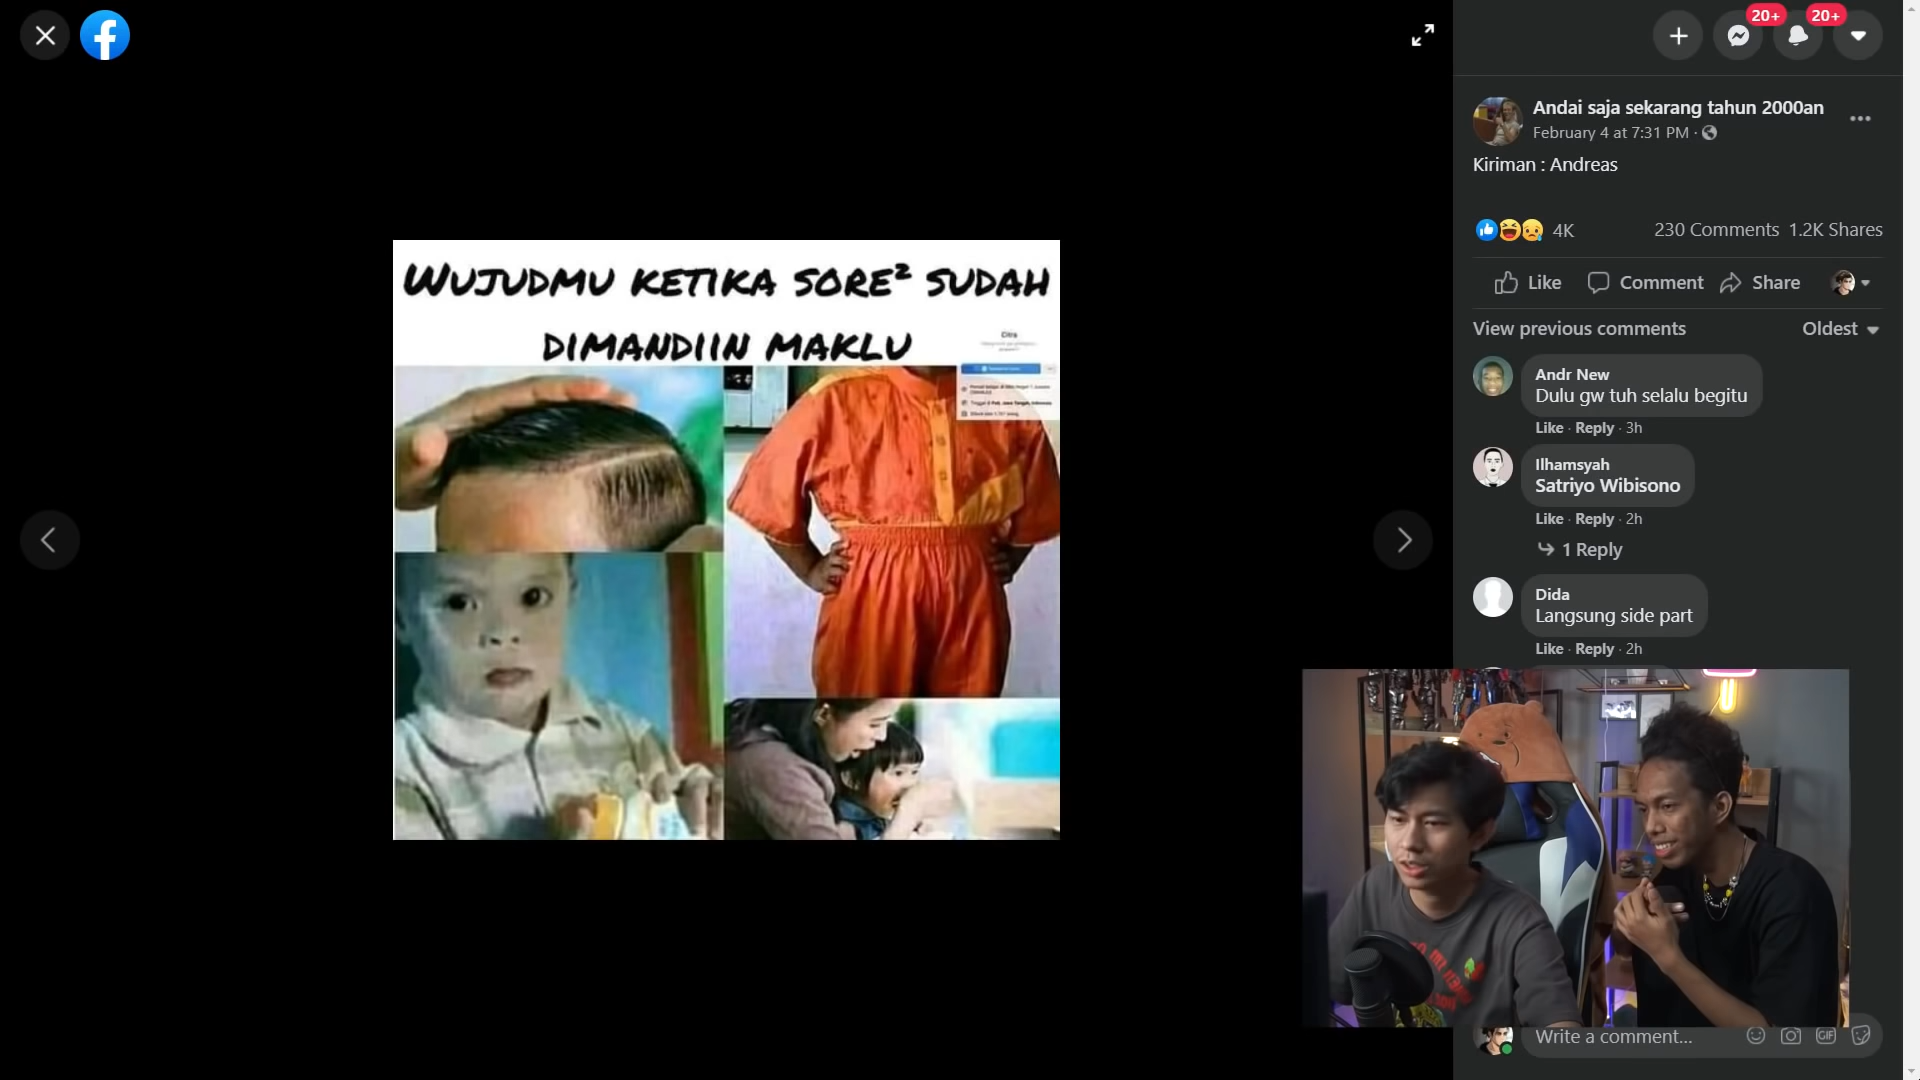 20+
20+
Andai saja sekarang tahun 2000an
February 4 at 7:31 PM ·
Kiriman : Andreas
4K
230 Comments 1.2K Shares
Like Comment Share
View previous comments
Oldest
Andr New
Dulu gw tuh selalu begitu
Like · Reply · 3h
Ilhamsyah
Satriyo Wibisono
Like · Reply · 2h
1 Reply
Dida
Langsung side part
Like · Reply · 2h
Write a comment...
GIF
WUJUDMU KETIKA SORE² SUDAH
DIMANDIIN MAKLU
Citra